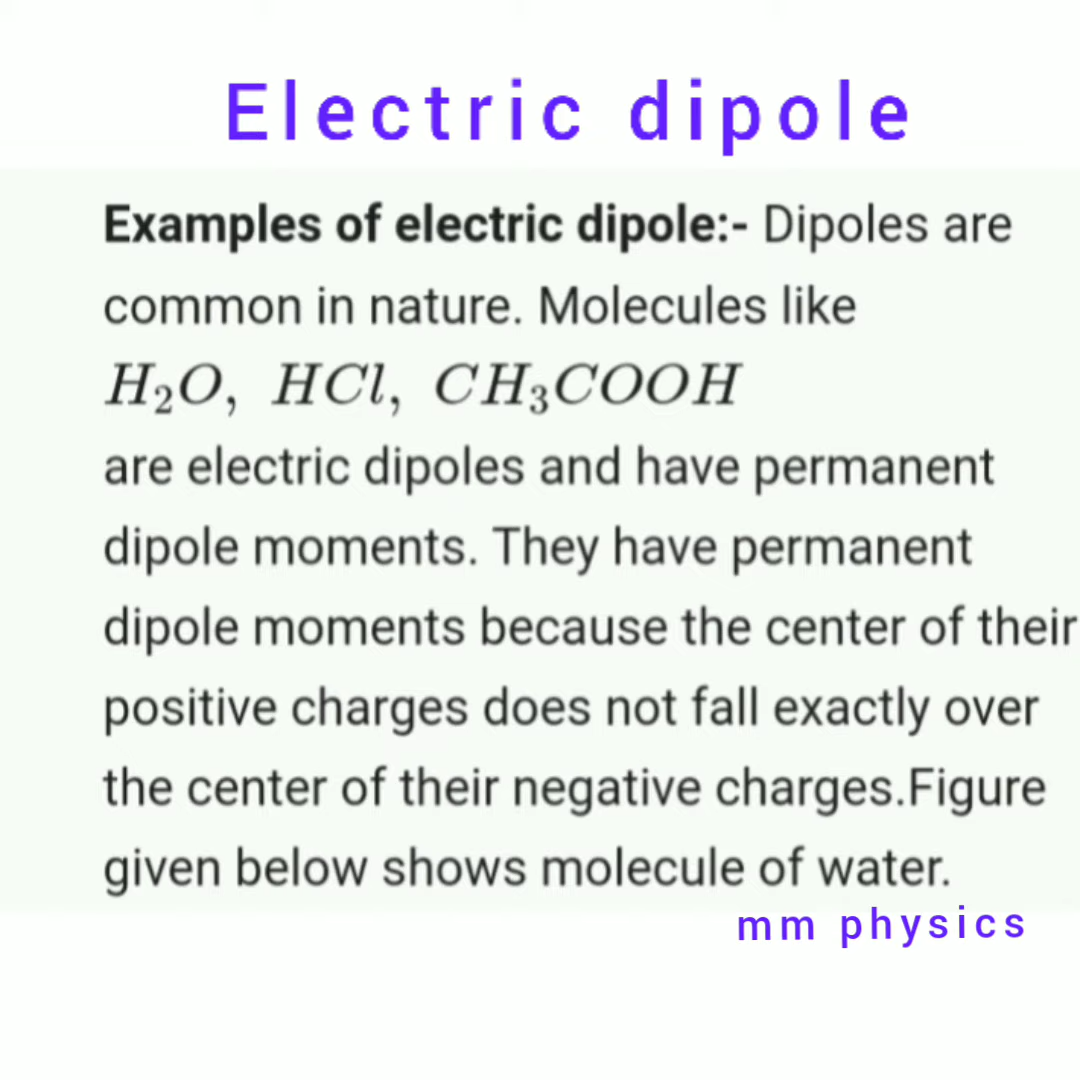 Electric dipole
Examples of electric dipole:- Dipoles are
common in nature. Molecules like
H₂O, HCl, CH₃COOH
are electric dipoles and have permanent
dipole moments. They have permanent
dipole moments because the center of their
positive charges does not fall exactly over
the center of their negative charges.Figure
given below shows molecule of water.
mm physics